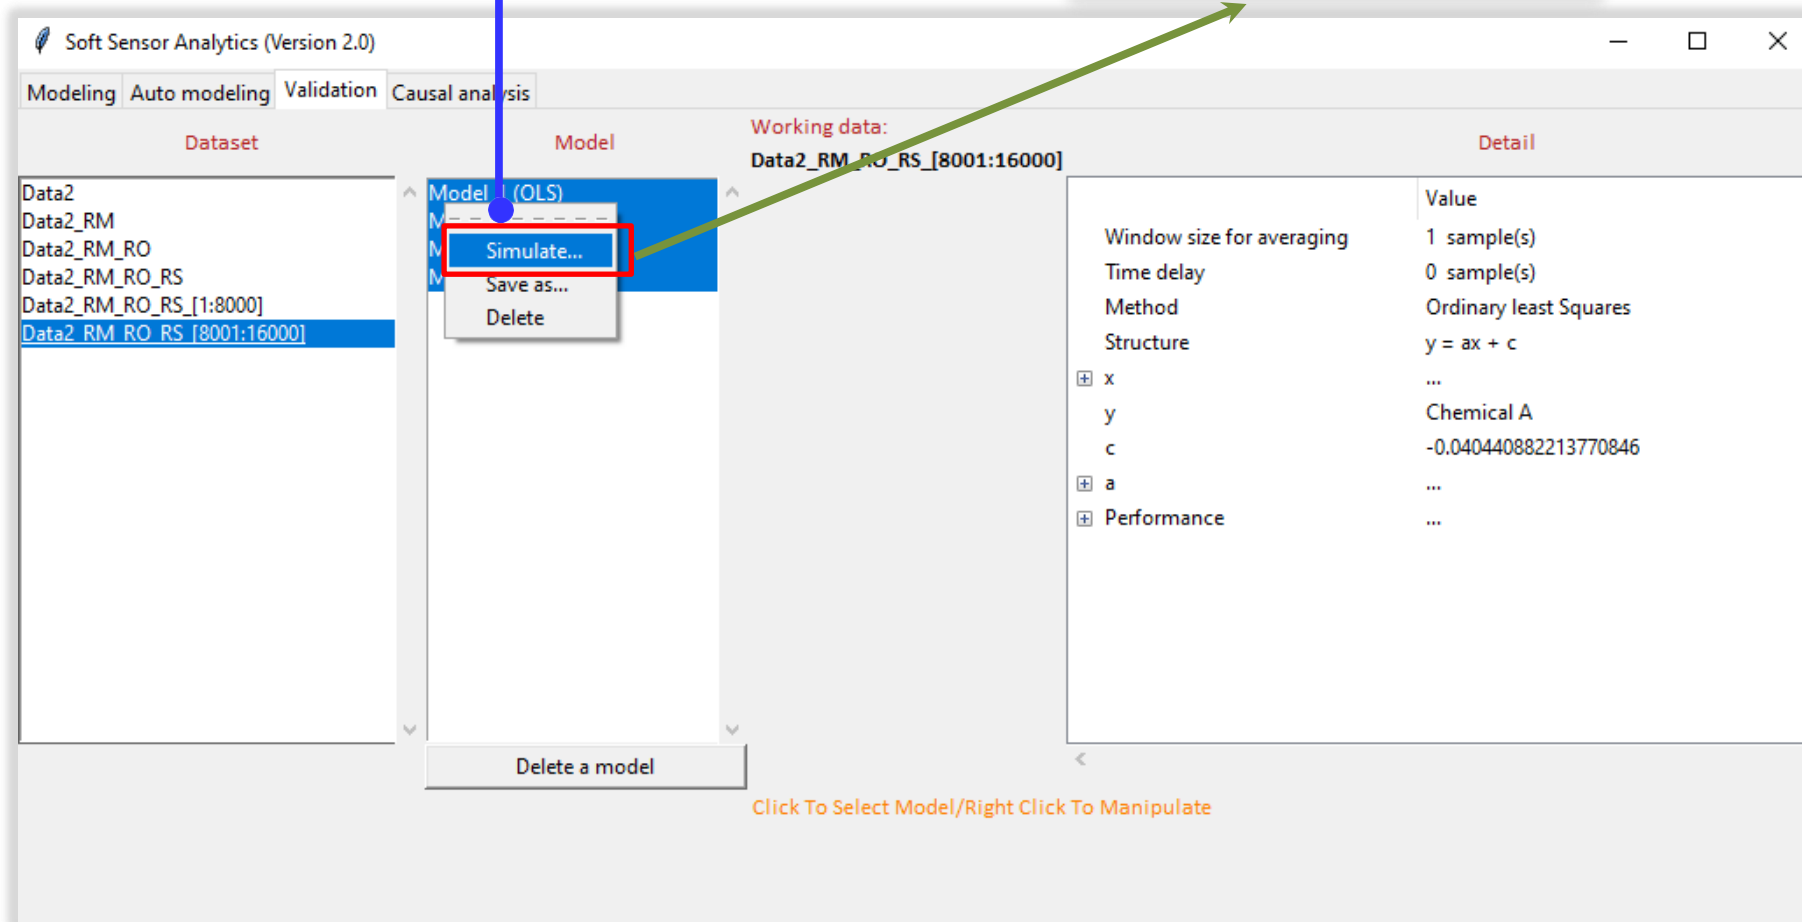 Soft Sensor Analytics (Version 2.0)
Modeling Auto modeling Validation Causal analysis
Dataset
Model
Working data:
Data2_RM_RO_RS_[8001:16000]
Detail
Data2
Data2_RM
Data2_RM_RO
Data2_RM_RO_RS
Data2_RM_RO_RS_[1:8000]
Data2_RM_RO_RS_[8001:16000]
Model 1 (OLS)
M
M
M
Simulate...
Save as...
Delete
Delete a model
Value
Window size for averaging 1 sample(s)
Time delay 0 sample(s)
Method Ordinary least Squares
Structure y = ax + c
x ...
y Chemical A
c -0.040440882213770846
a ...
Performance ...
Click To Select Model/Right Click To Manipulate